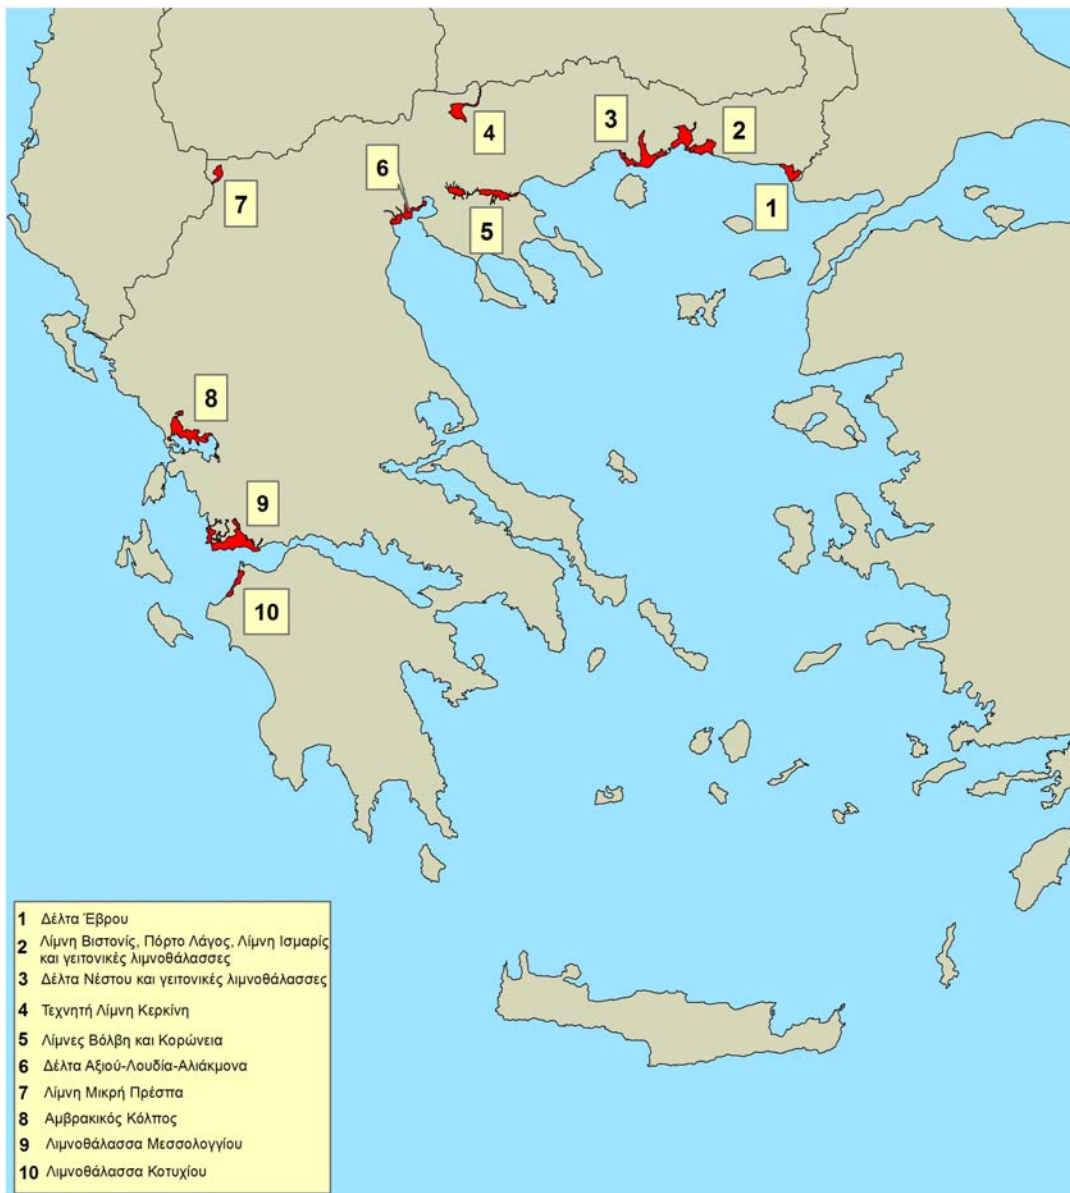 3
2
4
6
1
7
5
8
9
10
1 Δέλτα Έβρου
2 Λίμνη Βιστονίς, Πόρτο Λάγος, Λίμνη Ισμαρίς
και γειτονικές λιμνοθάλασσες
3 Δέλτα Νέστου και γειτονικές λιμνοθάλασσες
4 Τεχνητή Λίμνη Κερκίνη
5 Λίμνες Βόλβη και Κορώνεια
6 Δέλτα Αξιού-Λουδία-Αλιάκμονα
7 Λίμνη Μικρή Πρέσπα
8 Αμβρακικός Κόλπος
9 Λιμνοθάλασσα Μεσσολογγίου
10 Λιμνοθάλασσα Κοτυχίου